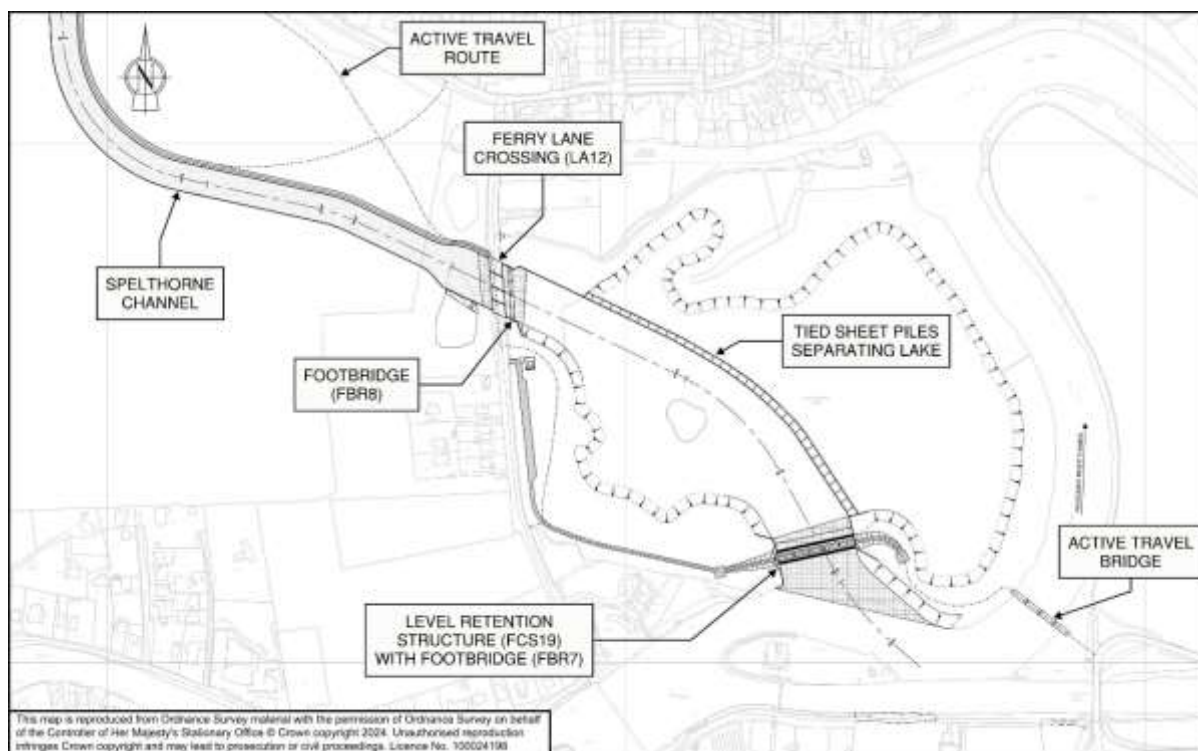 ACTIVE TRAVEL
ROUTE
FERRY LANE
CROSSING (LA12)
SPELTHORNE
CHANNEL
TIED SHEET PILES
SEPARATING LAKE
FOOTBRIDGE
(FBR8)
ACTIVE TRAVEL
BRIDGE
LEVEL RETENTION
STRUCTURE (FCS19)
WITH FOOTBRIDGE (FBR7)
This map is reproduced from Ordnance Survey material with the permission of Ordnance Survey on behalf
of the Controller of Her Majesty's Stationary Office © Crown copyright 2024. Unauthorised reproduction
infringes Crown copyright and may lead to prosecution or civil proceedings. Licence No. 100024198